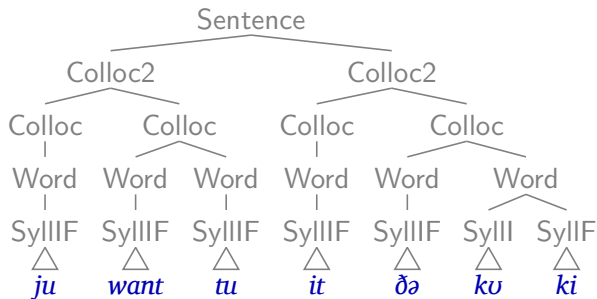 Sentence
Colloc2 Colloc2
Colloc Colloc Colloc Colloc
Word Word Word Word Word Word
SyllIF SyllIF SyllIF SyllIF SyllIF SyllI SyllF
ju want tu it ðə kʊ ki